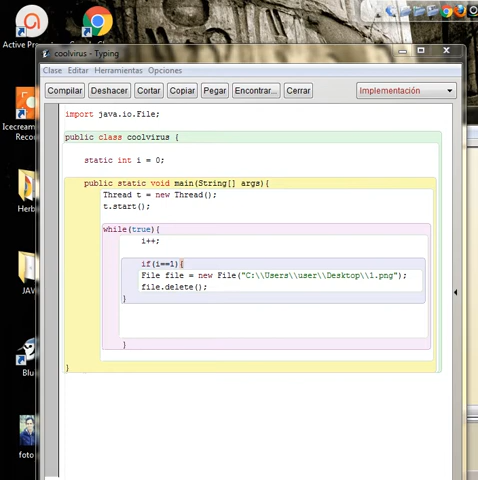 Active Pre
coolvirus - Typing
Clase Editar Herramientas Opciones
Compilar Deshacer Cortar Copiar Pegar Encontrar... Cerrar Implementación
import java.io.File;
public class coolvirus {
static int i = 0;
public static void main(String[] args){
Thread t = new Thread();
t.start();
while(true){
i++;
if(i==1){
File file = new File("C:\\Users\\user\\Desktop\\1.png");
file.delete();
}
}
}
Icecream
Reco
Herb
JAV
Blu
foto